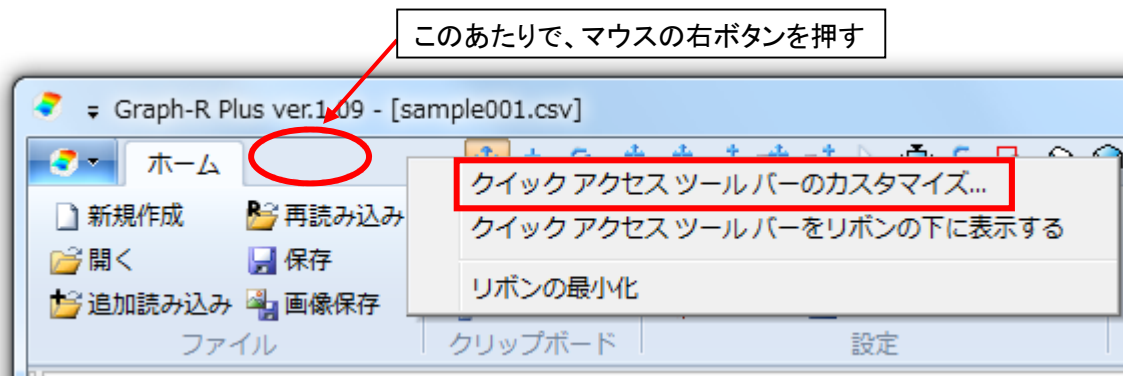 このあたりで、マウスの右ボタンを押す
Graph-R Plus ver.1.09 - [sample001.csv]
ホーム
クイック アクセス ツール バーのカスタマイズ...
新規作成 再読み込み
クイック アクセス ツール バーをリボンの下に表示する
開く 保存
リボンの最小化
追加読み込み 画像保存
ファイル クリップボード 設定